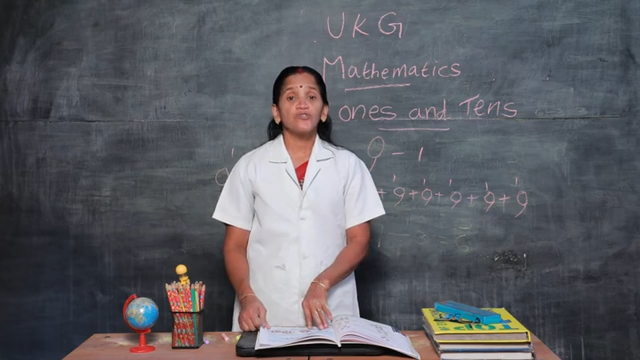 UKG
Mathematics
ones and Tens
9 - 1
+ 9 + 9 + 9 + 9 + 9